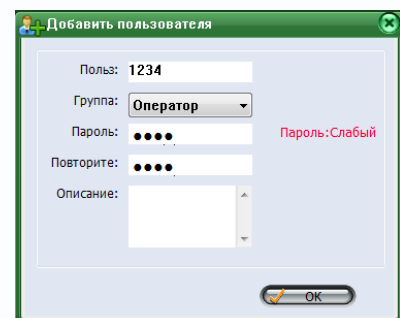 Добавить пользователя
Польз: 1234
Группа: Оператор
Пароль: ●●●● Пароль:Слабый
Повторите: ●●●●
Описание:
OK